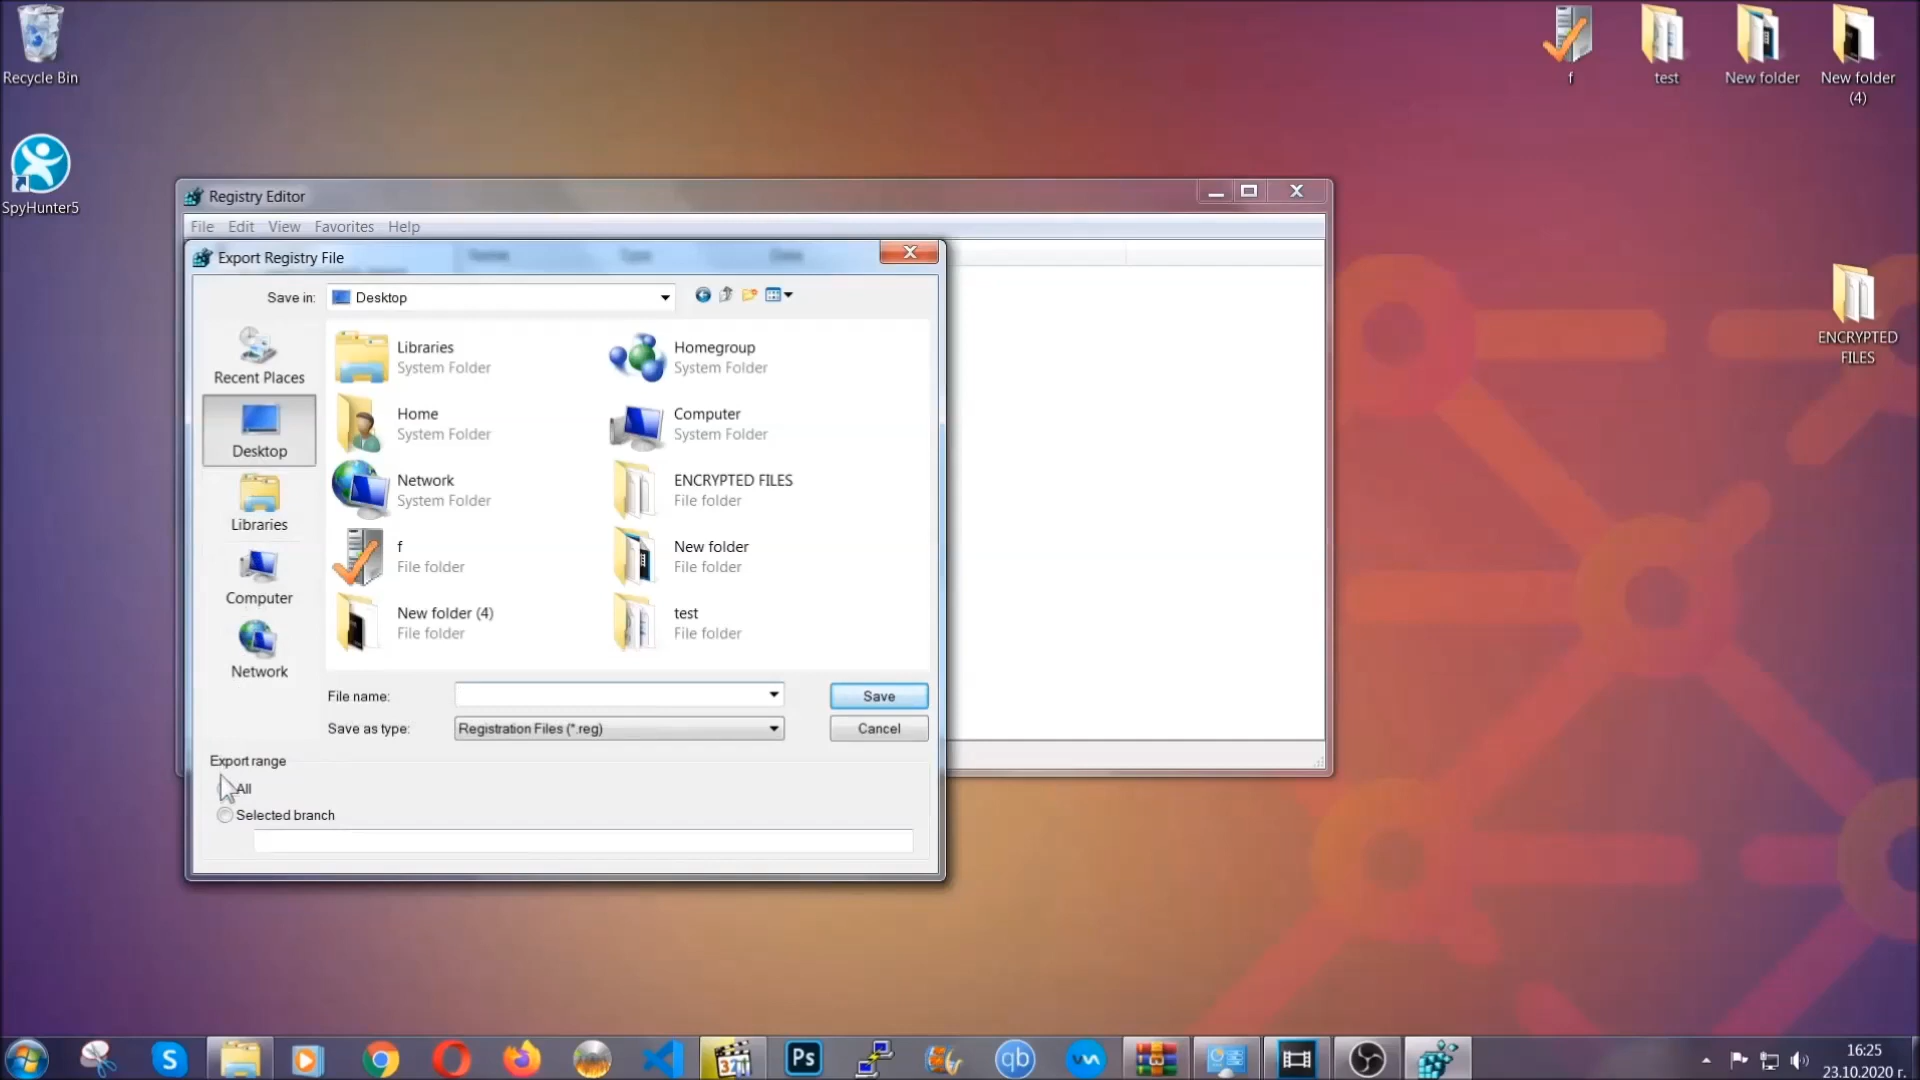 Recycle Bin
SpyHunter5
f
test
New folder
New folder
(4)
ENCRYPTED
FILES
Registry Editor
File Edit View Favorites Help
Export Registry File
Save in:
Desktop
Recent Places
Desktop
Libraries
Computer
Network
Libraries
System Folder
Homegroup
System Folder
Home
System Folder
Computer
System Folder
Network
System Folder
ENCRYPTED FILES
File folder
f
File folder
New folder
File folder
New folder (4)
File folder
test
File folder
File name:
Save
Save as type:
Registration Files (*.reg)
Cancel
Export range
All
Selected branch
S
321
Ps
qb
16:25
23.10.2020 г.